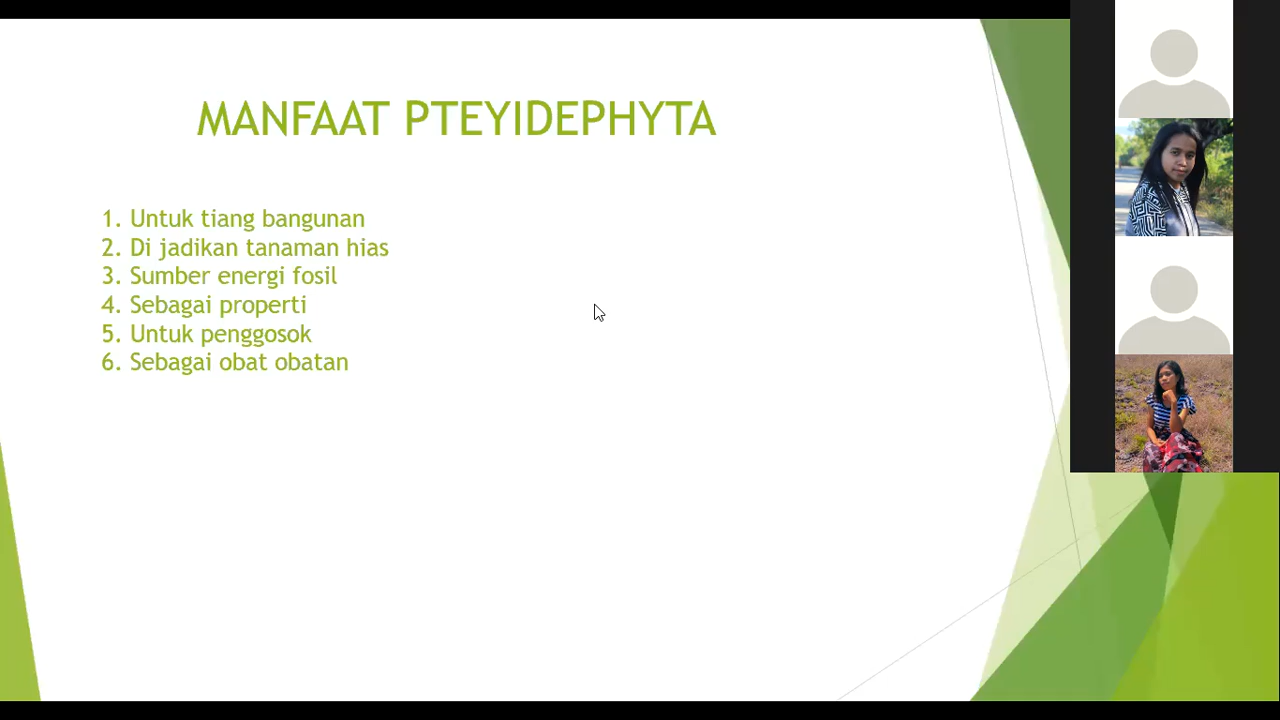 MANFAAT PTEYIDEPHYTA
1. Untuk tiang bangunan
2. Di jadikan tanaman hias
3. Sumber energi fosil
4. Sebagai properti
5. Untuk penggosok
6. Sebagai obat obatan